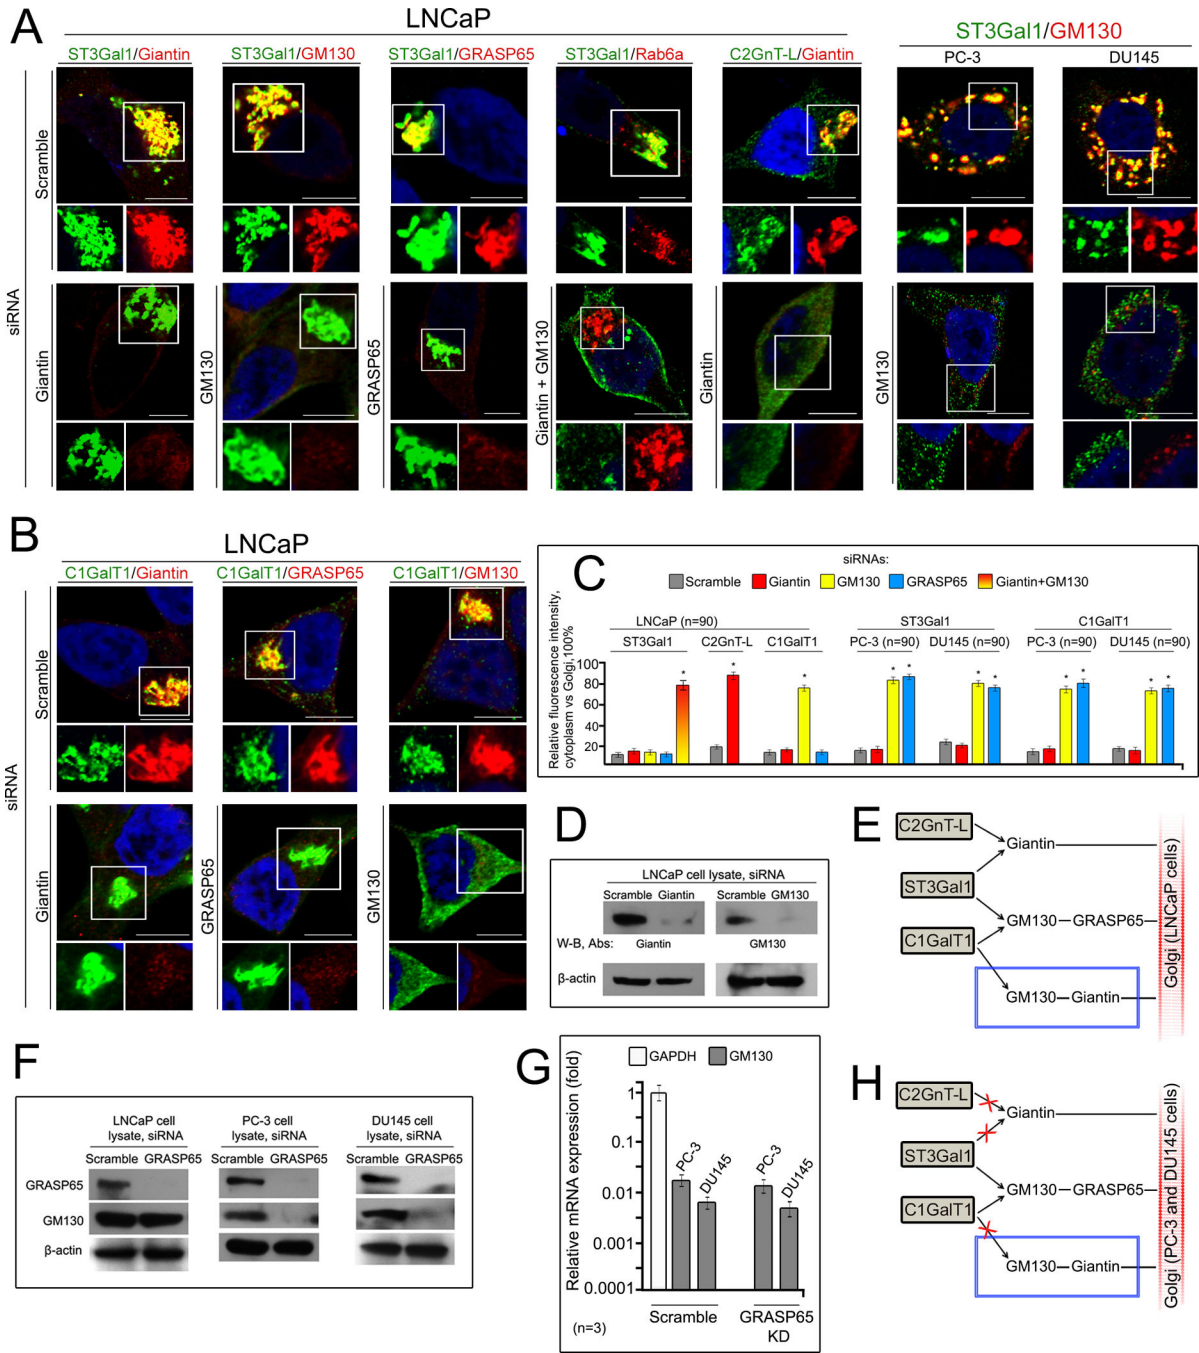 A
LNCaP
ST3Gal1/GM130
ST3Gal1/Giantin
ST3Gal1/GM130
ST3Gal1/GRASP65
ST3Gal1/Rab6a
C2GnT-L/Giantin
PC-3
DU145
siRNA
Scramble
Giantin
GM130
GRASP65
Giantin + GM130
Giantin
GM130
B
LNCaP
C1GalT1/Giantin
C1GalT1/GRASP65
C1GalT1/GM130
siRNA
Scramble
Giantin
GRASP65
GM130
C
siRNAs:
Scramble
Giantin
GM130
GRASP65
Giantin+GM130
Relative fluorescence intensity,
cytoplasm vs Golgi,100%
LNCaP (n=90)
ST3Gal1
C1GalT1
ST3Gal1
C2GnT-L
C1GalT1
PC-3 (n=90)
DU145 (n=90)
PC-3 (n=90)
DU145 (n=90)
100
80
60
40
20
* * * * * * * * * * *
D
LNCaP cell lysate, siRNA
Scramble Giantin
Scramble GM130
W-B, Abs:
Giantin
GM130
β-actin
E
C2GnT-L
Giantin
ST3Gal1
GM130
GRASP65
C1GalT1
GM130
Giantin
Golgi (LNCaP cells)
F
LNCaP cell
lysate, siRNA
PC-3 cell
lysate, siRNA
DU145 cell
lysate, siRNA
Scramble GRASP65
Scramble GRASP65
Scramble GRASP65
GRASP65
GM130
β-actin
G
GAPDH
GM130
Relative mRNA expression (fold)
1
0.1
0.01
0.001
0.0001
PC-3
DU145
PC-3
DU145
Scramble
GRASP65
KD
(n=3)
H
C2GnT-L
Giantin
ST3Gal1
GM130
GRASP65
C1GalT1
GM130
Giantin
Golgi (PC-3 and DU145 cells)